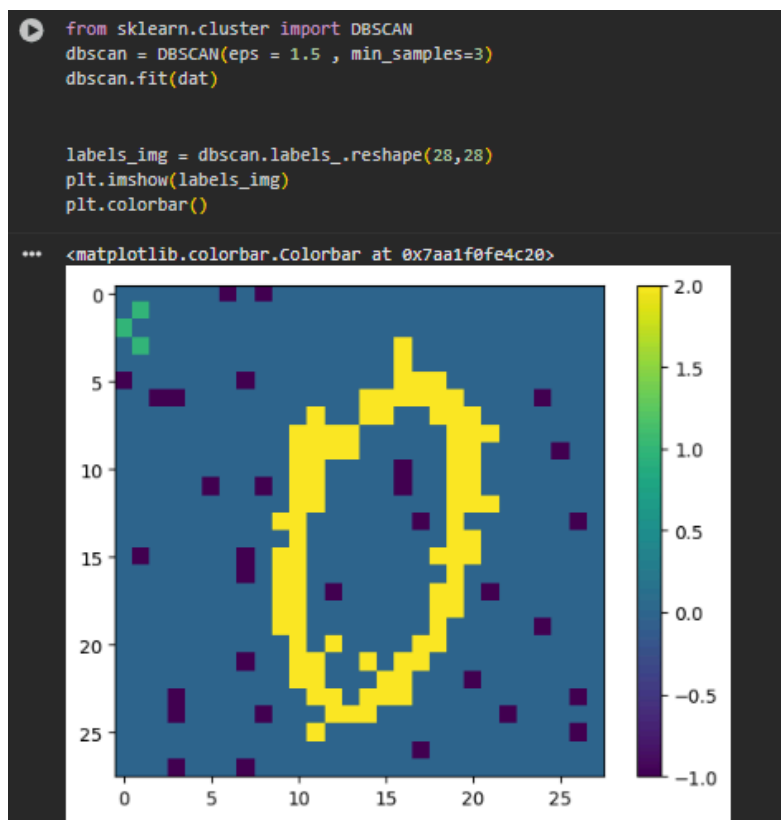 from sklearn.cluster import DBSCAN
dbscan = DBSCAN(eps = 1.5 , min_samples=3)
dbscan.fit(dat)
labels_img = dbscan.labels_.reshape(28,28)
plt.imshow(labels_img)
plt.colorbar()
<matplotlib.colorbar.Colorbar at 0x7aa1f0fe4c20>
0
5
10
15
20
25
0 5 10 15 20 25
2.0
1.5
1.0
0.5
0.0
−0.5
−1.0